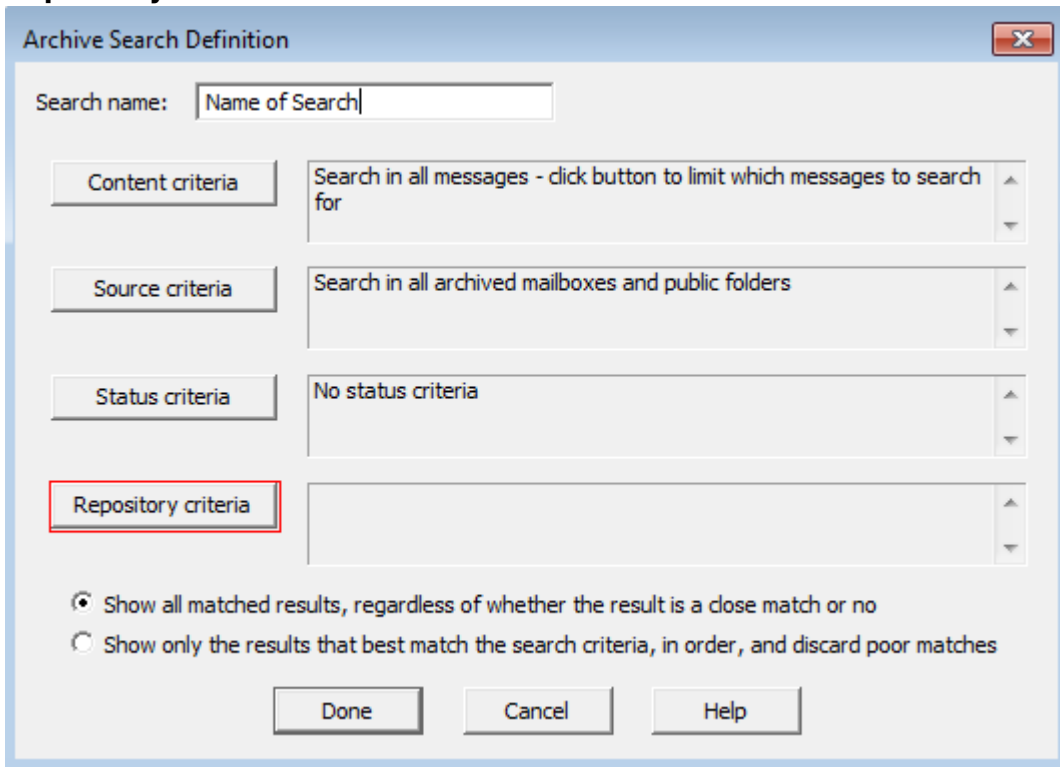 Archive Search Definition
Search name: Name of Search
Content criteria
Search in all messages - click button to limit which messages to search
for
Source criteria
Search in all archived mailboxes and public folders
Status criteria
No status criteria
Repository criteria
Show all matched results, regardless of whether the result is a close match or no
Show only the results that best match the search criteria, in order, and discard poor matches
Done Cancel Help